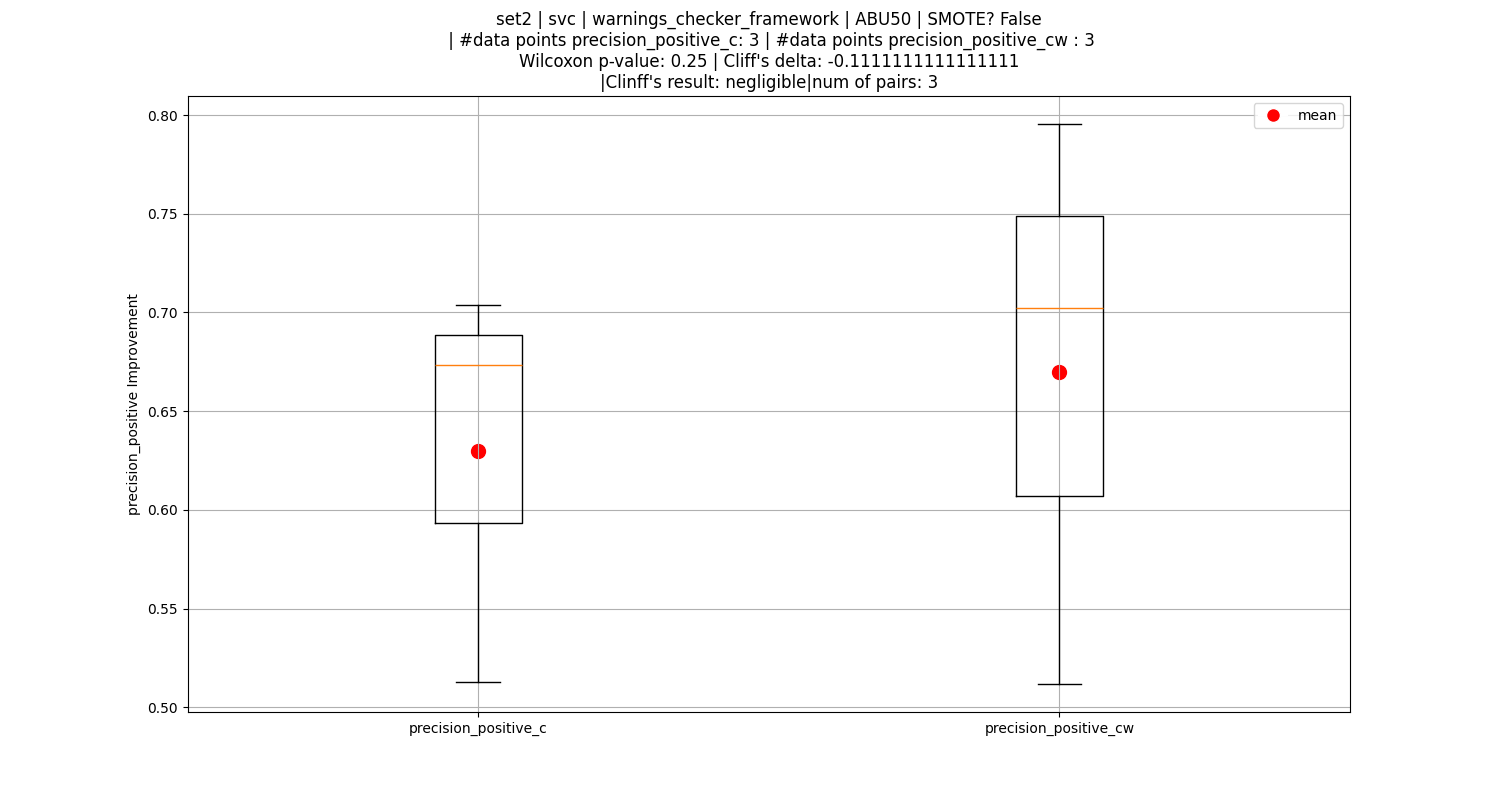 set2 | svc | warnings_checker_framework | ABU50 | SMOTE? False
| #data points precision_positive_c: 3 | #data points precision_positive_cw : 3
Wilcoxon p-value: 0.25 | Cliff's delta: -0.1111111111111111
|Clinff's result: negligible|num of pairs: 3
mean
0.80
0.75
0.70
0.65
0.60
0.55
0.50
precision_positive Improvement
precision_positive_c
precision_positive_cw